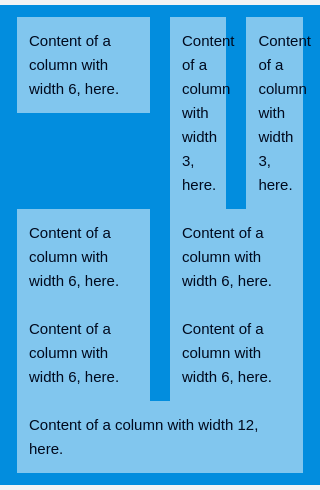 Content of a
column with
width 6, here.
Content
of a
column
with
width
3,
here.
Content
of a
column
with
width
3,
here.
Content of a
column with
width 6, here.
Content of a
column with
width 6, here.
Content of a
column with
width 6, here.
Content of a
column with
width 6, here.
Content of a column with width 12,
here.